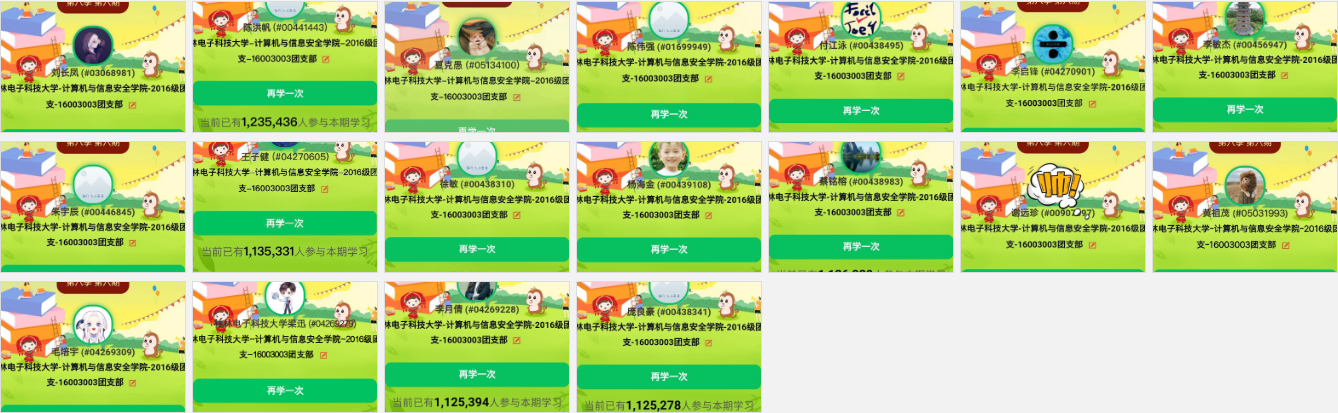 第六季 第六期
刘长凤 (#03068981)
林电子科技大学-计算机与信息安全学院-2016级团
支-16003003团支部
陈洪帆 (#00441443)
林电子科技大学–计算机与信息安全学院–2016级团
支–16003003团支部
再学一次
当前已有1,235,436人参与本期学习
夏克愚 (#05134100)
林电子科技大学-计算机与信息安全学院-2016级团
支-16003003团支部
再学一次
陈伟强 (#01699949)
林电子科技大学-计算机与信息安全学院-2016级团
支-16003003团支部
再学一次
Facil
Joey
付江泳 (#00438495)
林电子科技大学-计算机与信息安全学院-2016级团
支-16003003团支部
再学一次
第六季 第六期
李启锋 (#04270901)
林电子科技大学-计算机与信息安全学院-2016级团
支-16003003团支部
李敏杰 (#00456947)
林电子科技大学-计算机与信息安全学院-2016级团
支-16003003团支部
再学一次
第六季 第六期
朱宇辰 (#00446845)
林电子科技大学-计算机与信息安全学院-2016级团
支-16003003团支部
王子健 (#04270605)
林电子科技大学–计算机与信息安全学院–2016级团
支–16003003团支部
再学一次
当前已有1,135,331人参与本期学习
徐敏 (#00438310)
林电子科技大学-计算机与信息安全学院-2016级团
支-16003003团支部
再学一次
杨海金 (#00439108)
林电子科技大学-计算机与信息安全学院-2016级团
支-16003003团支部
再学一次
蔡铭榕 (#00438983)
林电子科技大学-计算机与信息安全学院-2016级团
支-16003003团支部
再学一次
第六季 第六期
帅!
谢远珍
林电子科技大学-计算机与信息安全学院-2016级团
支-16003003团支部
第六季 第六期
黄祖茂 (#05031993)
林电子科技大学-计算机与信息安全学院-2016级团
支-16003003团支部
第六季 第六期
毛培宇 (#04269309)
林电子科技大学-计算机与信息安全学院-2016级团
支-16003003团支部
桂林电子科技大学梁迅 (#04269279)
林电子科技大学–计算机与信息安全学院–2016级团
支–16003003团支部
再学一次
李月倩 (#04269228)
林电子科技大学-计算机与信息安全学院-2016级团
支-16003003团支部
再学一次
当前已有1,125,394人参与本期学习
庞良豪 (#00438341)
林电子科技大学-计算机与信息安全学院-2016级团
支-16003003团支部
再学一次
当前已有1,125,278人参与本期学习